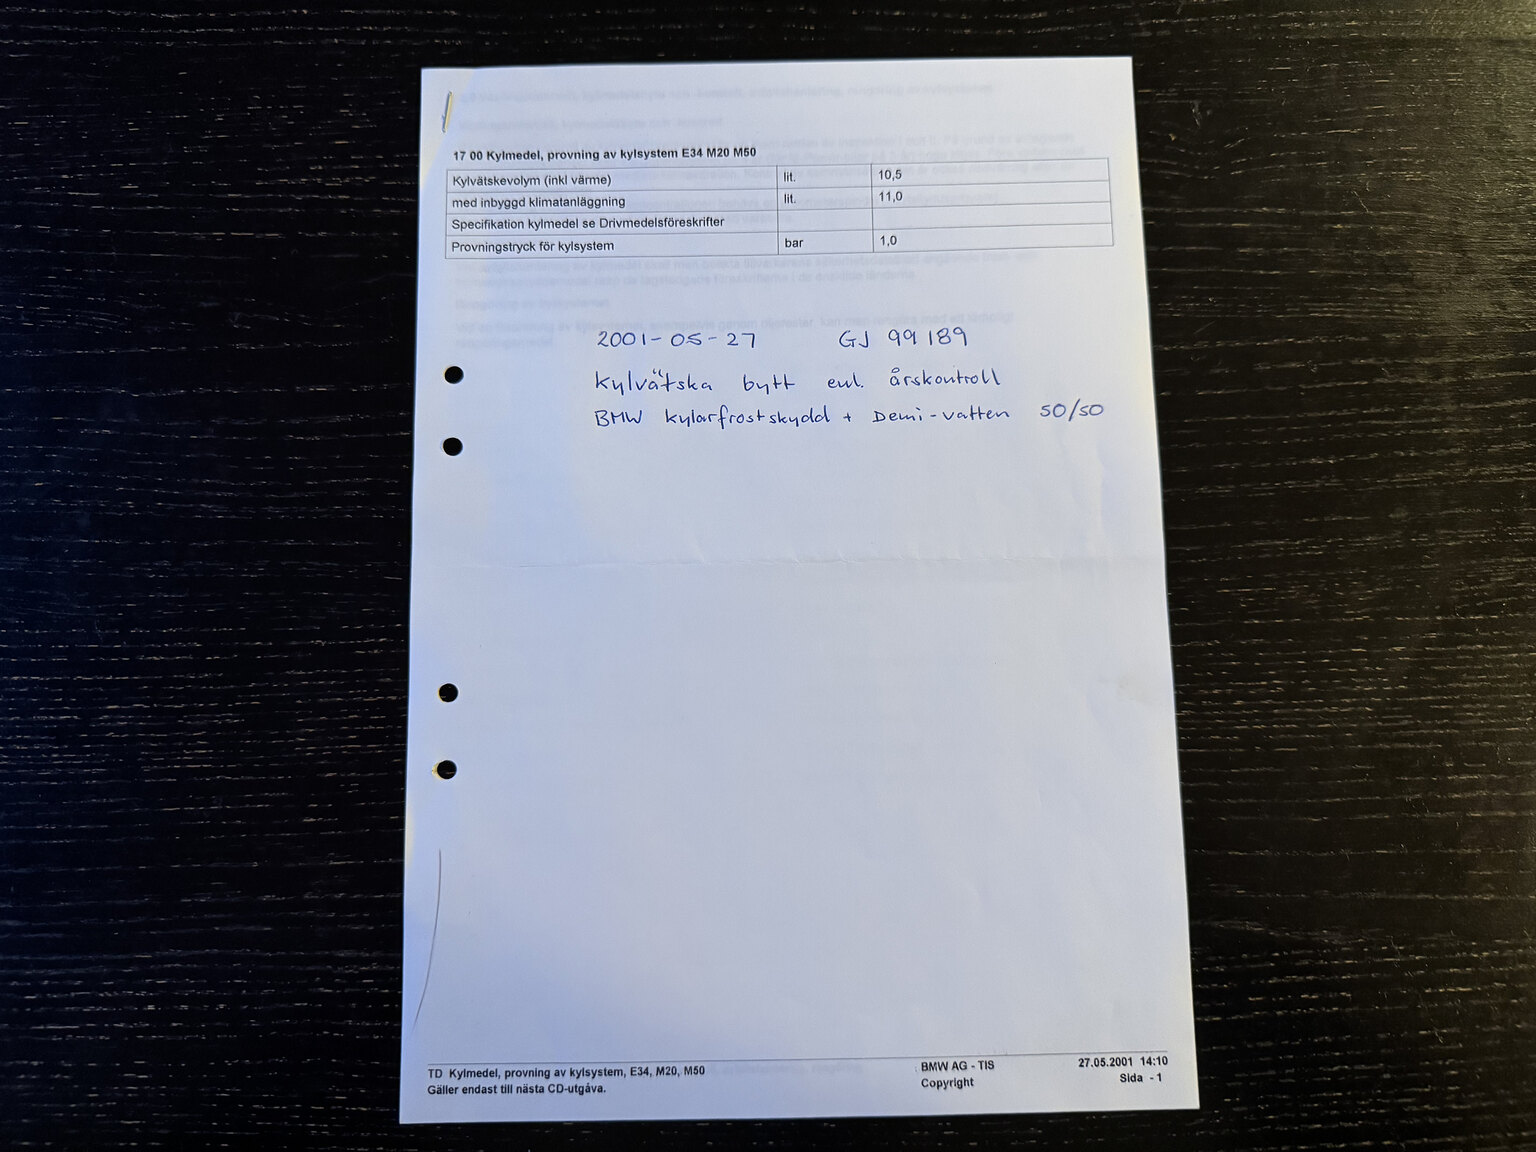 17 00 Kylmedel, provning av kylsystem E34 M20 M50
Kylvätskevolym (inkl värme) lit. 10,5
med inbyggd klimatanläggning lit. 11,0
Specifikation kylmedel se Drivmedelsföreskrifter
Provningstryck för kylsystem bar 1,0
2001-05-27 GJ 99189
Kylvätska bytt enl. årskontroll
BMW kylarfrostskydd + Demi-vatten 50/50
TD Kylmedel, provning av kylsystem, E34, M20, M50 BMW AG - TIS 27.05.2001 14:10
Gäller endast till nästa CD-utgåva. Copyright Sida - 1